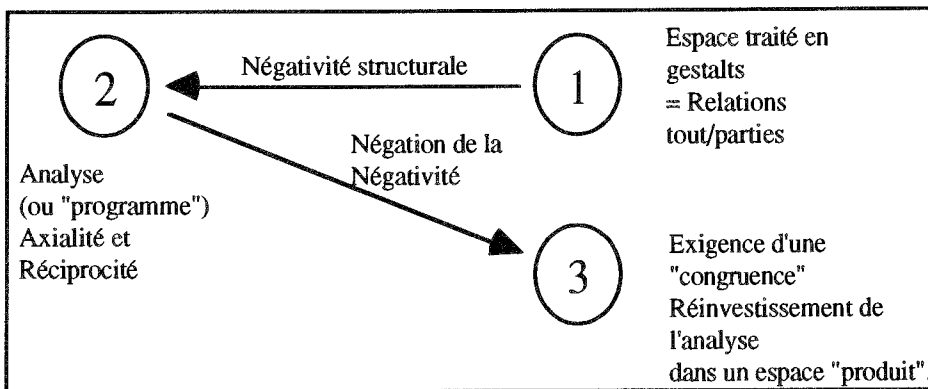 1
Espace traité en
gestalts
= Relations
tout/parties
Négativité structurale
2
Analyse
(ou "programme")
Axialité et
Réciprocité
Négation de la
Négativité
3
Exigence d'une
"congruence"
Réinvestissement de
l'analyse
dans un espace "produit".